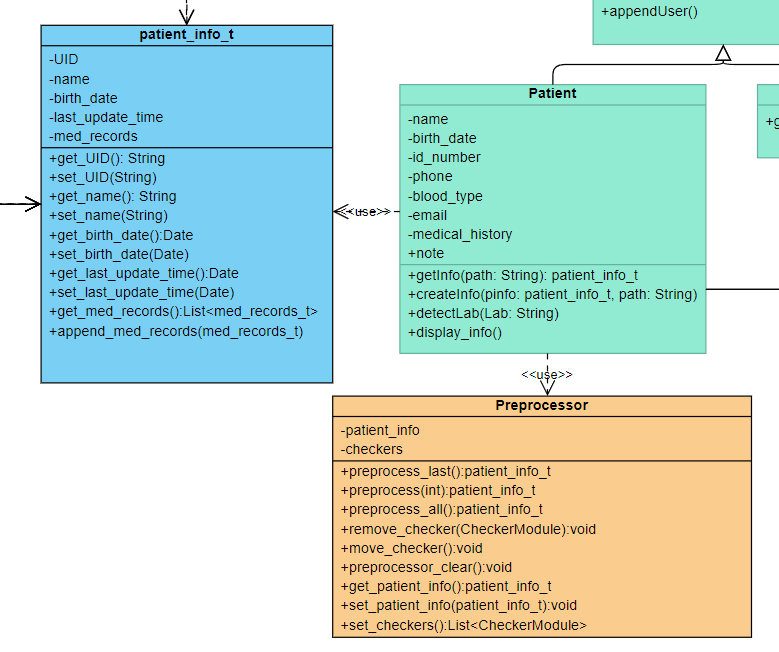 +appendUser()
patient_info_t
-UID
-name
-birth_date
-last_update_time
-med_records
+get_UID(): String
+set_UID(String)
+get_name(): String
+set_name(String)
+get_birth_date():Date
+set_birth_date(Date)
+get_last_update_time():Date
+set_last_update_time(Date)
+get_med_records():List<med_records_t>
+append_med_records(med_records_t)
<<use>>
Patient
-name
-birth_date
-id_number
-phone
-blood_type
-email
-medical_history
+note
+getInfo(path: String): patient_info_t
+createInfo(pinfo: patient_info_t, path: String)
+detectLab(Lab: String)
+display_info()
+g
<<use>>
Preprocessor
-patient_info
-checkers
+preprocess_last():patient_info_t
+preprocess(int):patient_info_t
+preprocess_all():patient_info_t
+remove_checker(CheckerModule):void
+move_checker():void
+preprocessor_clear():void
+get_patient_info():patient_info_t
+set_patient_info(patient_info_t):void
+set_checkers():List<CheckerModule>